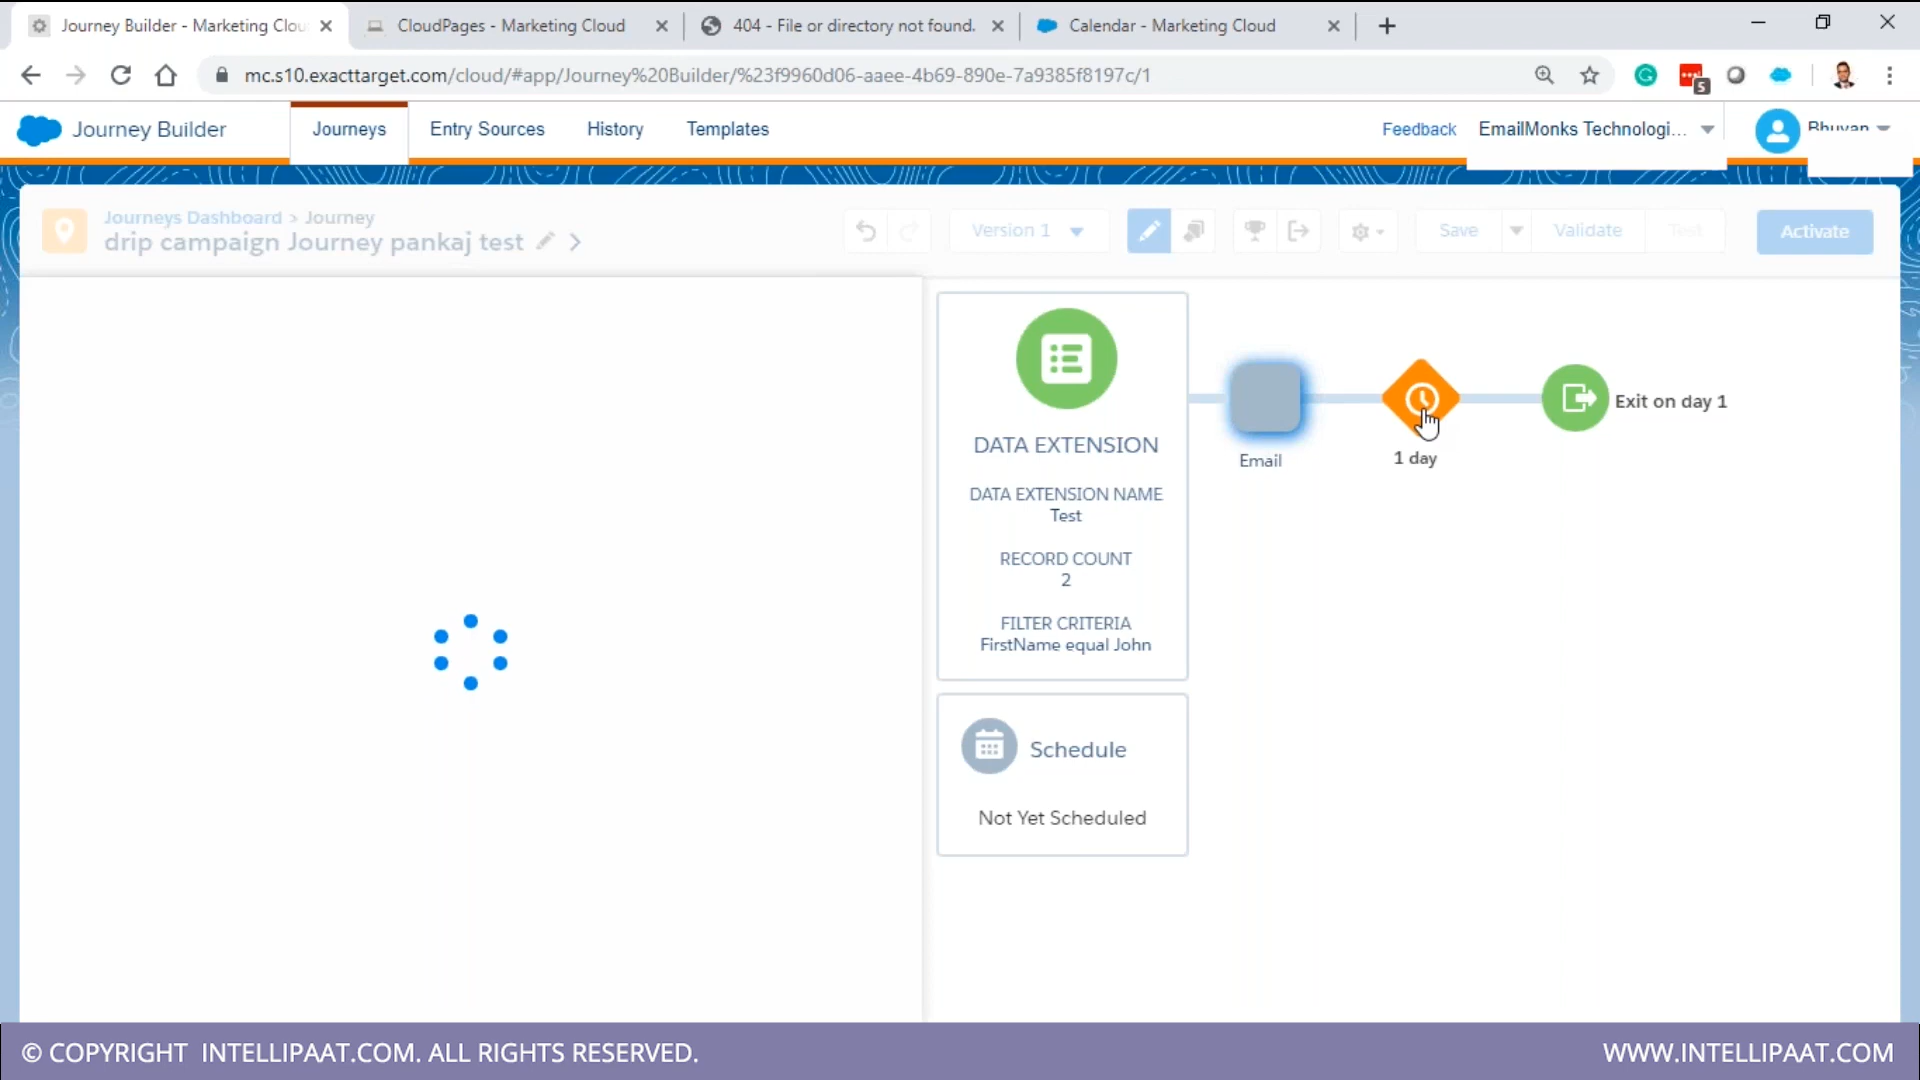 Journey Builder - Marketing Clou
CloudPages - Marketing Cloud
404 - File or directory not found.
Calendar - Marketing Cloud
mc.s10.exacttarget.com/cloud/#app/Journey%20Builder/%23f9960d06-aaee-4b69-890e-7a9385f8197c/1
S
Journey Builder
Journeys
Entry Sources
History
Templates
Feedback
EmailMonks Technologi...
Bhuvan
Journeys Dashboard > Journey
drip campaign Journey pankaj test
Version 1
Save
Validate
Test
Activate
DATA EXTENSION
DATA EXTENSION NAME
Test
RECORD COUNT
2
FILTER CRITERIA
FirstName equal John
Email
1 day
Exit on day 1
Schedule
Not Yet Scheduled
© COPYRIGHT INTELLIPAAT.COM. ALL RIGHTS RESERVED.
WWW.INTELLIPAAT.COM